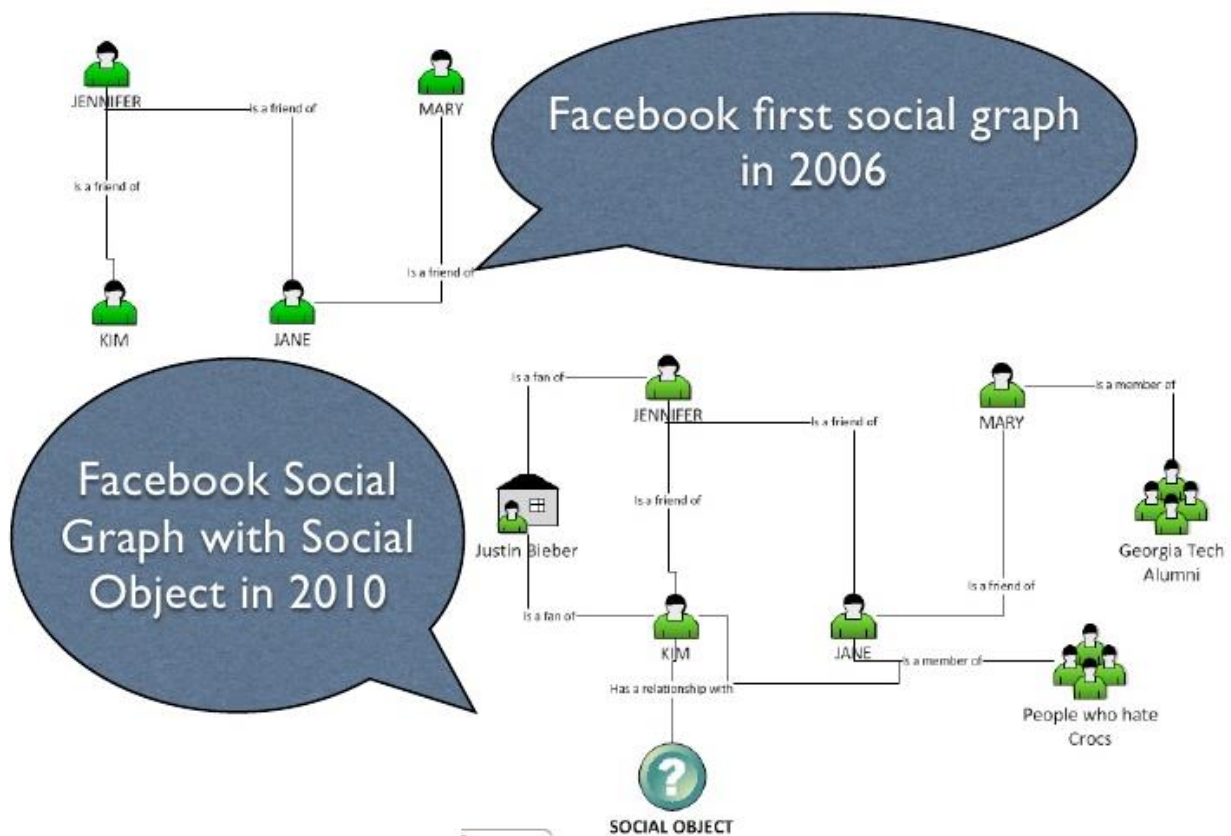 JENNIFER
Is a friend of
MARY
Facebook first social graph
in 2006
Is a friend of
Is a friend of
KIM
JANE
Is a fan of
JENNIFER
Is a friend of
MARY
Is a member of
Facebook Social
Graph with Social
Object in 2010
Is a friend of
Justin Bieber
Georgia Tech
Alumni
Is a fan of
Is a friend of
KIM
JANE
Is a member of
Has a relationship with
People who hate
Crocs
?
SOCIAL OBJECT